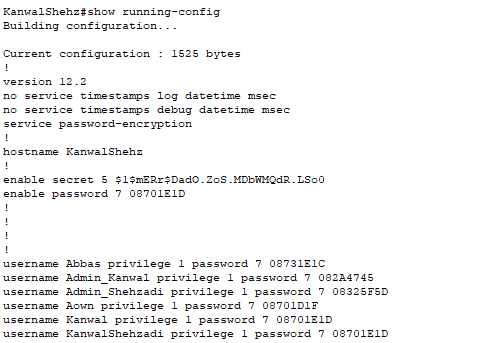 KanwalShehz#show running-config
Building configuration...
Current configuration : 1525 bytes
!
version 12.2
no service timestamps log datetime msec
no service timestamps debug datetime msec
service password-encryption
!
hostname KanwalShehz
!
enable secret 5 $1$mERr$DadO.ZoS.MDbWMQdR.LSo0
enable password 7 08701E1D
!
!
!
!
username Abbas privilege 1 password 7 08731E1C
username Admin_Kanwal privilege 1 password 7 082A4745
username Admin_Shehzadi privilege 1 password 7 08325F5D
username Aown privilege 1 password 7 08701D1F
username Kanwal privilege 1 password 7 08701E1D
username KanwalShehzadi privilege 1 password 7 08701E1D